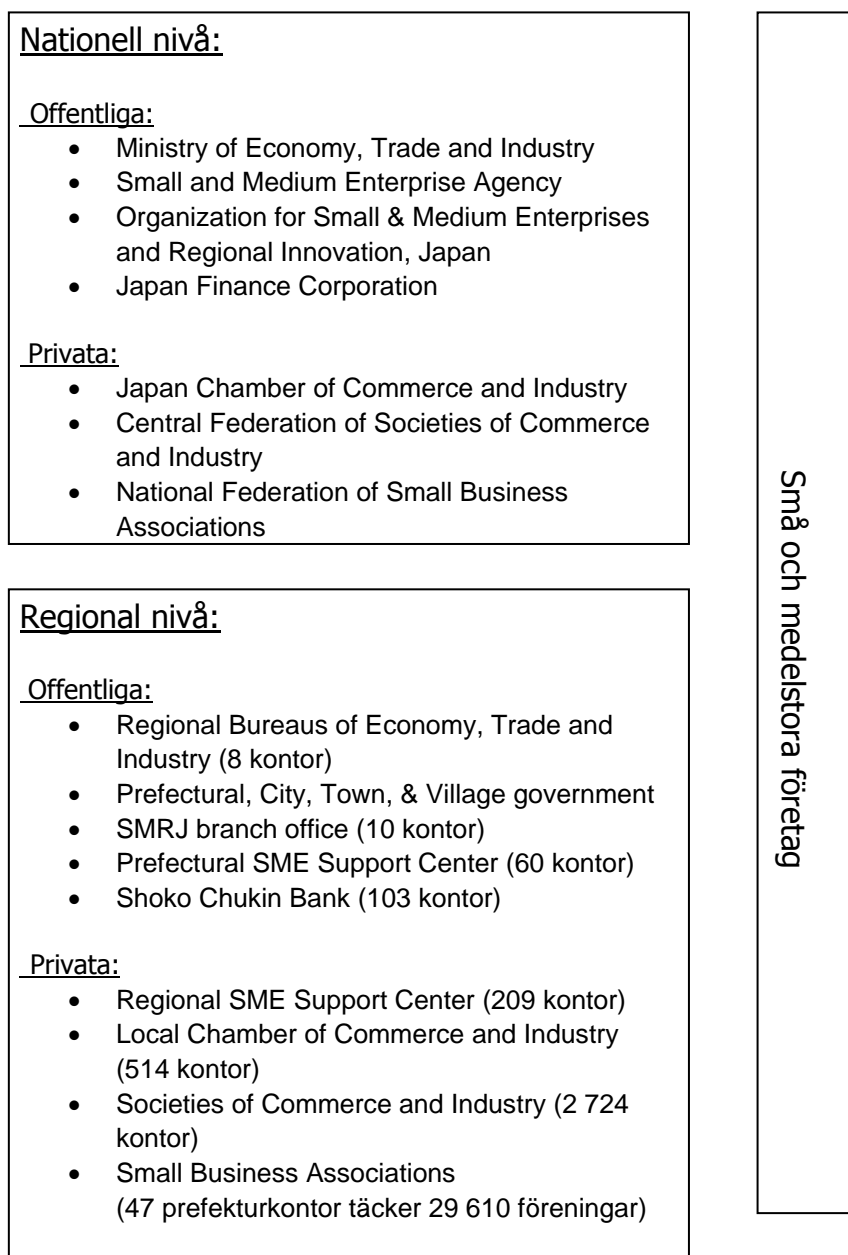 Nationell nivå:
Offentliga:
• Ministry of Economy, Trade and Industry
• Small and Medium Enterprise Agency
• Organization for Small & Medium Enterprises
and Regional Innovation, Japan
• Japan Finance Corporation
Privata:
• Japan Chamber of Commerce and Industry
• Central Federation of Societies of Commerce
and Industry
• National Federation of Small Business
Associations
Regional nivå:
Offentliga:
• Regional Bureaus of Economy, Trade and
Industry (8 kontor)
• Prefectural, City, Town, & Village government
• SMRJ branch office (10 kontor)
• Prefectural SME Support Center (60 kontor)
• Shoko Chukin Bank (103 kontor)
Privata:
• Regional SME Support Center (209 kontor)
• Local Chamber of Commerce and Industry
(514 kontor)
• Societies of Commerce and Industry (2 724
kontor)
• Small Business Associations
(47 prefekturkontor täcker 29 610 föreningar)
Små och medelstora företag